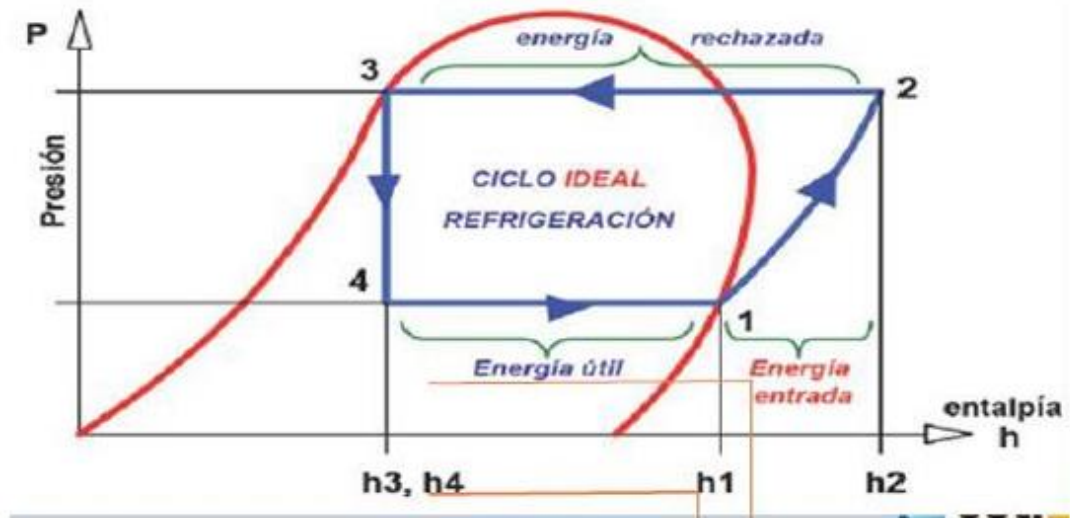 P
energía rechazada
3
2
Presión
CICLO IDEAL
REFRIGERACIÓN
4
1
Energía útil
Energía
entrada
entalpía
h
h3, h4
h1
h2